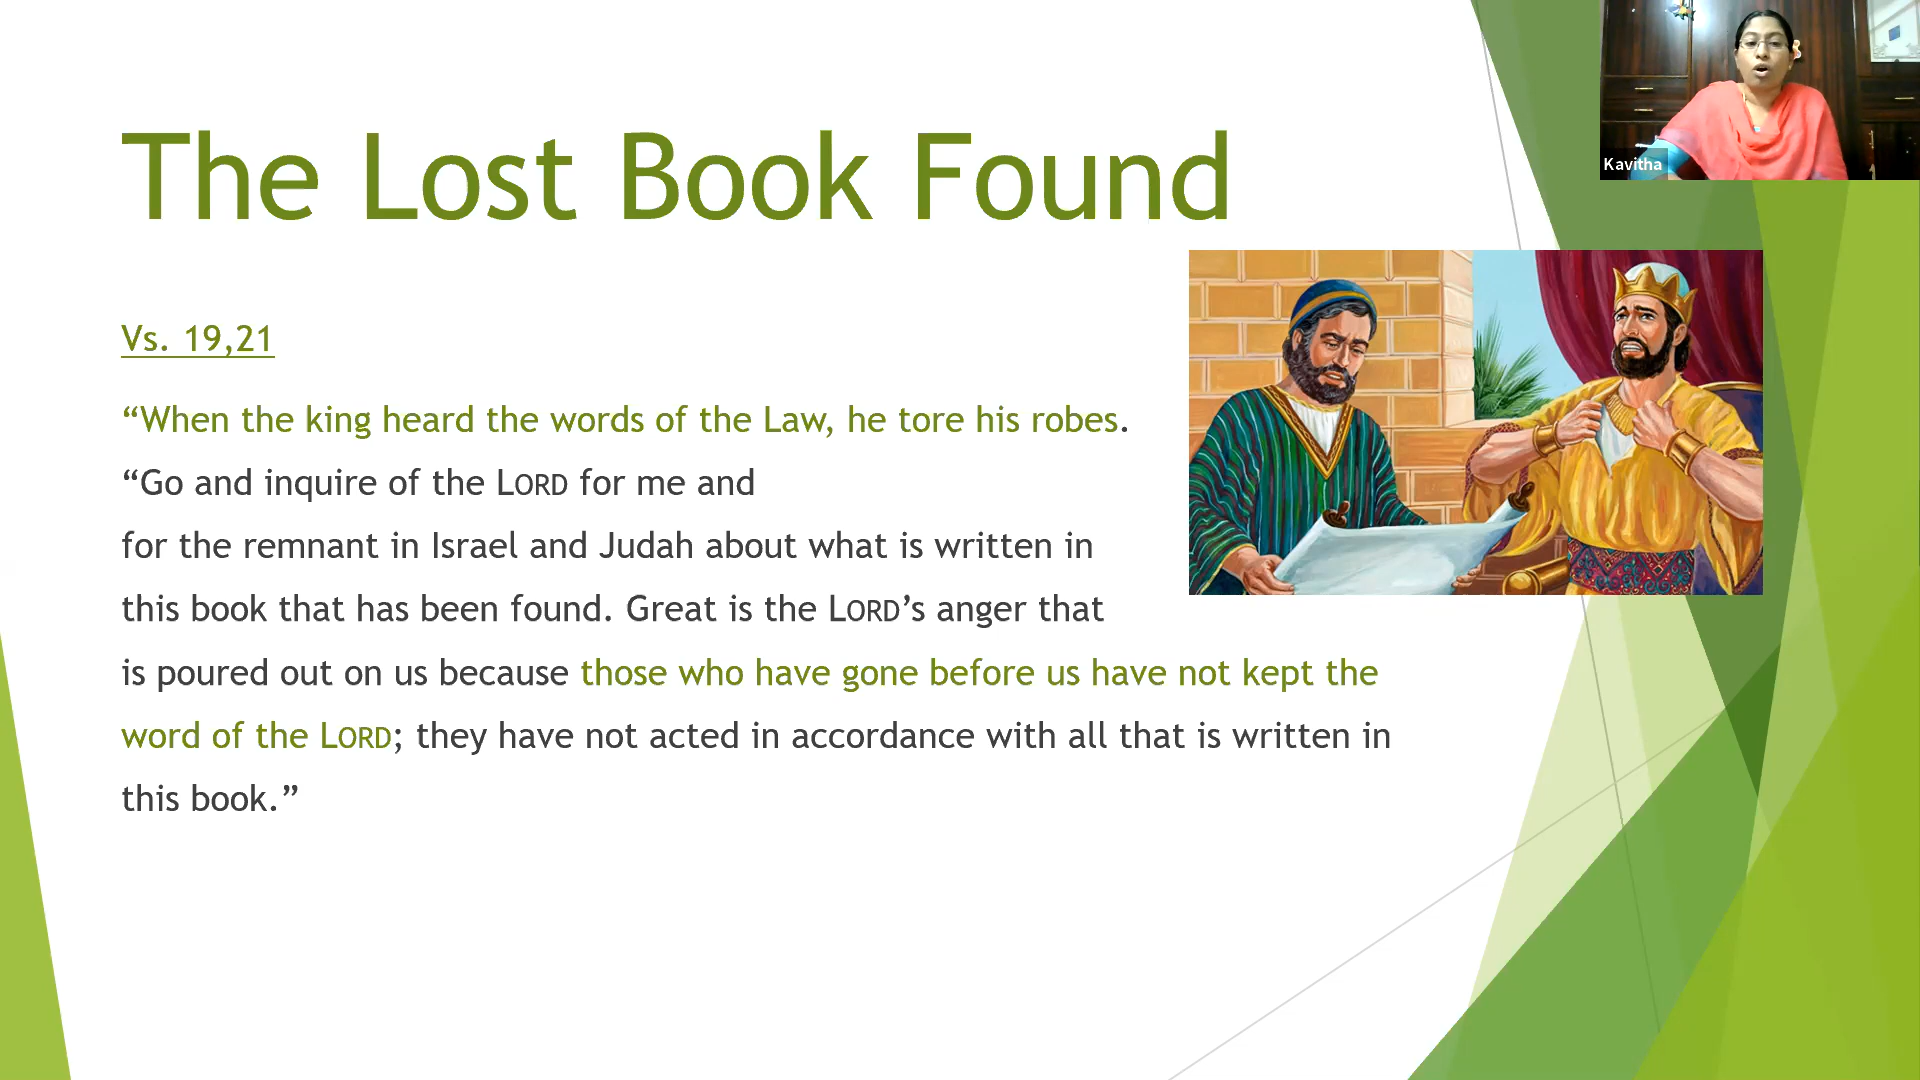 The Lost Book Found
Vs. 19,21
“When the king heard the words of the Law, he tore his robes.
“Go and inquire of the LORD for me and
for the remnant in Israel and Judah about what is written in
this book that has been found. Great is the LORD’s anger that
is poured out on us because those who have gone before us have not kept the
word of the LORD; they have not acted in accordance with all that is written in
this book.”
Kavitha